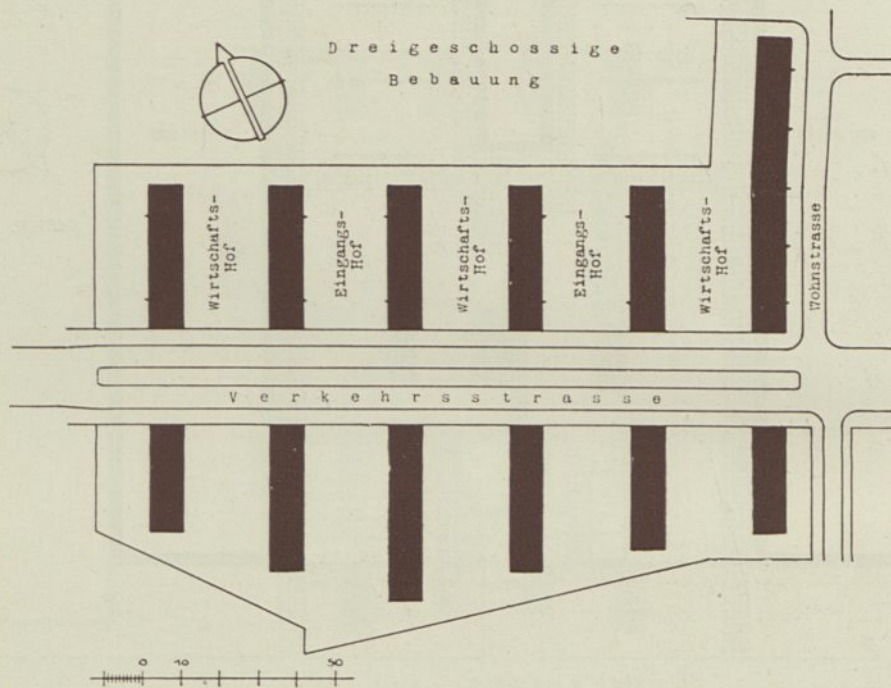 Dreigeschossige
Bebauung
Wirtschafts-
Hof
Eingangs-
Hof
Wirtschafts-
Hof
Eingangs-
Hof
Wirtschafts-
Hof
Wohnstrasse
Verkehrsstrasse
0 10 50